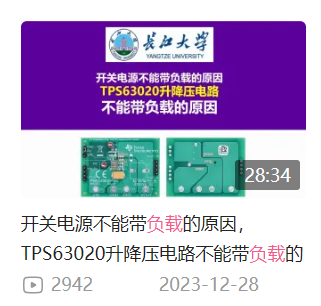 长江大学
YANGTZE UNIVERSITY
开关电源不能带负载的原因
TPS63020升降压电路
不能带负载的原因
28:34
开关电源不能带负载的原因，
TPS63020升降压电路不能带负载的
2942 2023-12-28